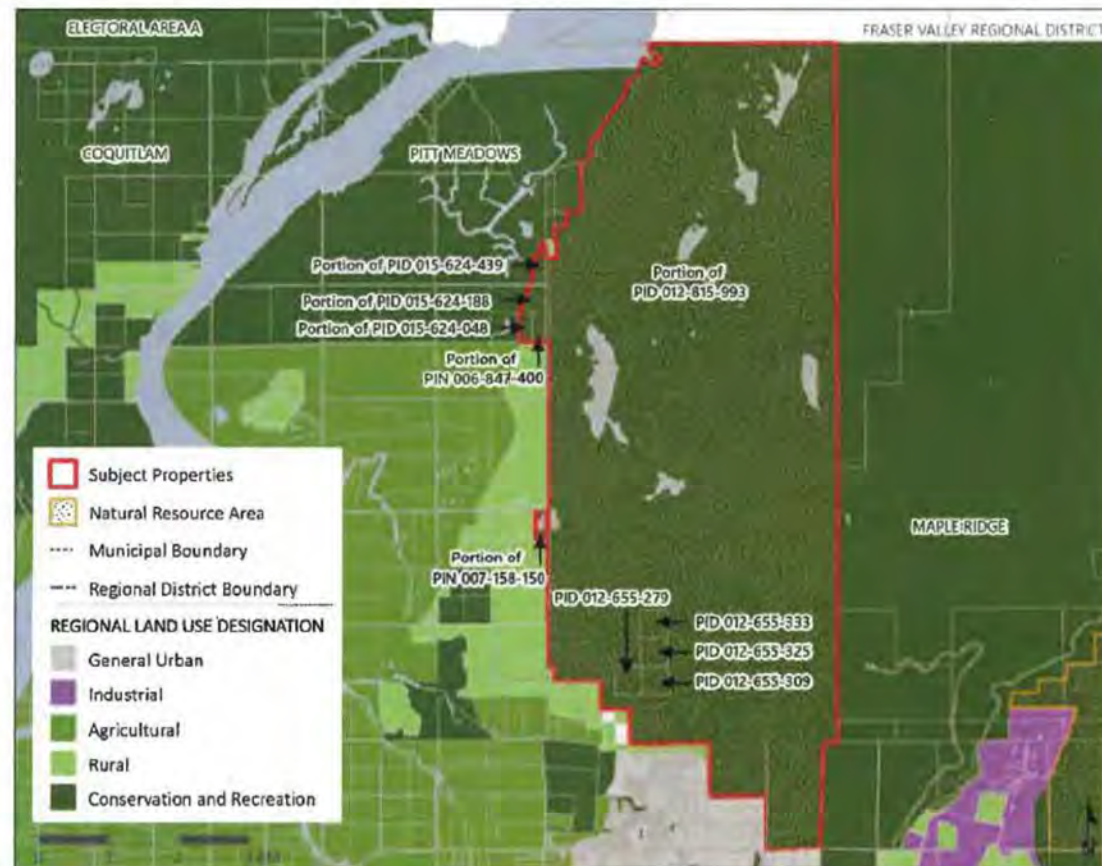 ELECTORAL AREA A
FRASER VALLEY REGIONAL DISTRICT
COQUITLAM
PITT MEADOWS
Portion of PID 015-624-439
Portion of
PID 012-815-993
Portion of PID 015-624-188
Portion of PID 015-624-048
Portion of
PIN 006-847-400
Subject Properties
Natural Resource Area
Municipal Boundary
Regional District Boundary
REGIONAL LAND USE DESIGNATION
General Urban
Industrial
Agricultural
Rural
Conservation and Recreation
MAPLE RIDGE
Portion of
PIN 007-158-150
PID 012-655-279
PID 012-655-333
PID 012-655-325
PID 012-655-309